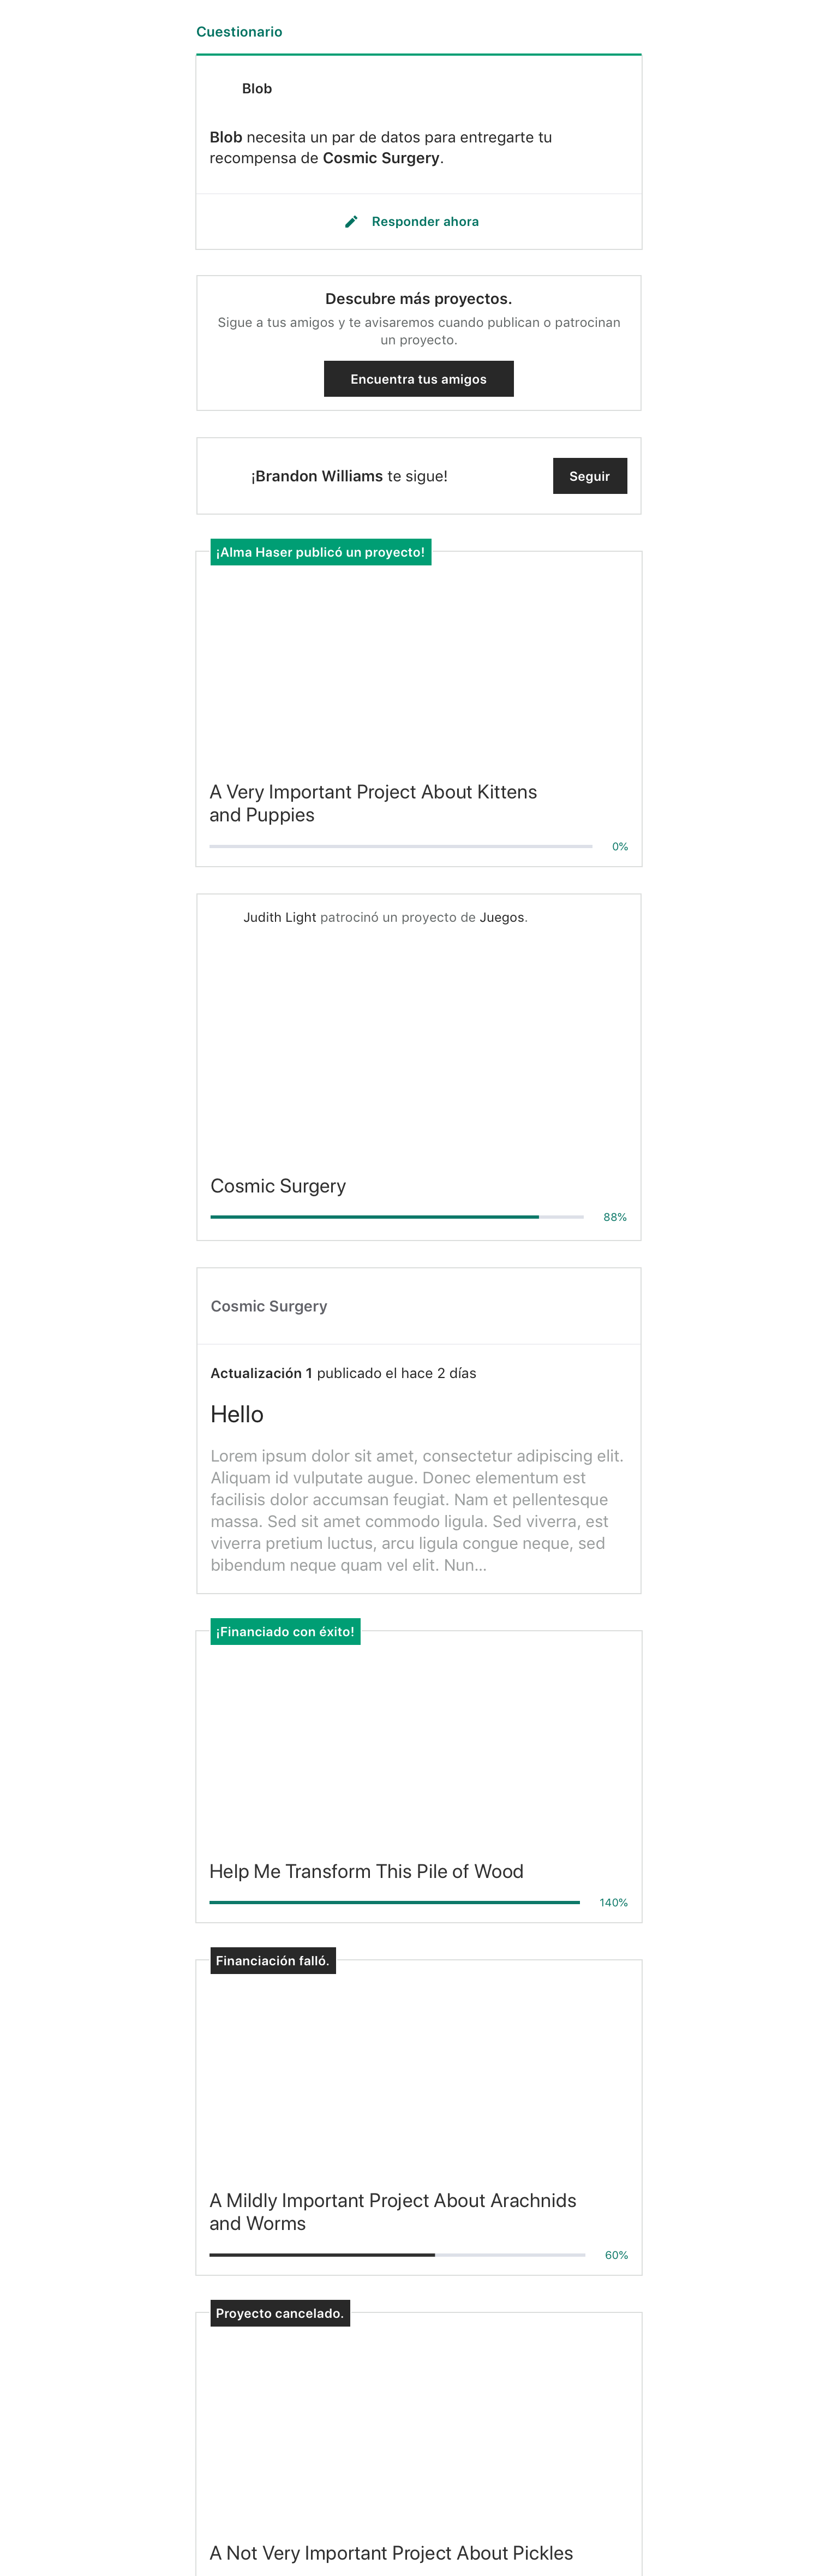 Cuestionario
Blob
Blob necesita un par de datos para entregarte tu
recompensa de Cosmic Surgery.
Responder ahora
Descubre más proyectos.
Sigue a tus amigos y te avisaremos cuando publican o patrocinan
un proyecto.
Encuentra tus amigos
¡Brandon Williams te sigue!
Seguir
¡Alma Haser publicó un proyecto!
A Very Important Project About Kittens
and Puppies
0%
Judith Light patrocinó un proyecto de Juegos.
Cosmic Surgery
88%
Cosmic Surgery
Actualización 1 publicado el hace 2 días
Hello
Lorem ipsum dolor sit amet, consectetur adipiscing elit.
Aliquam id vulputate augue. Donec elementum est
facilisis dolor accumsan feugiat. Nam et pellentesque
massa. Sed sit amet commodo ligula. Sed viverra, est
viverra pretium luctus, arcu ligula congue neque, sed
bibendum neque quam vel elit. Nun...
¡Financiado con éxito!
Help Me Transform This Pile of Wood
140%
Financiación falló.
A Mildly Important Project About Arachnids
and Worms
60%
Proyecto cancelado.
A Not Very Important Project About Pickles